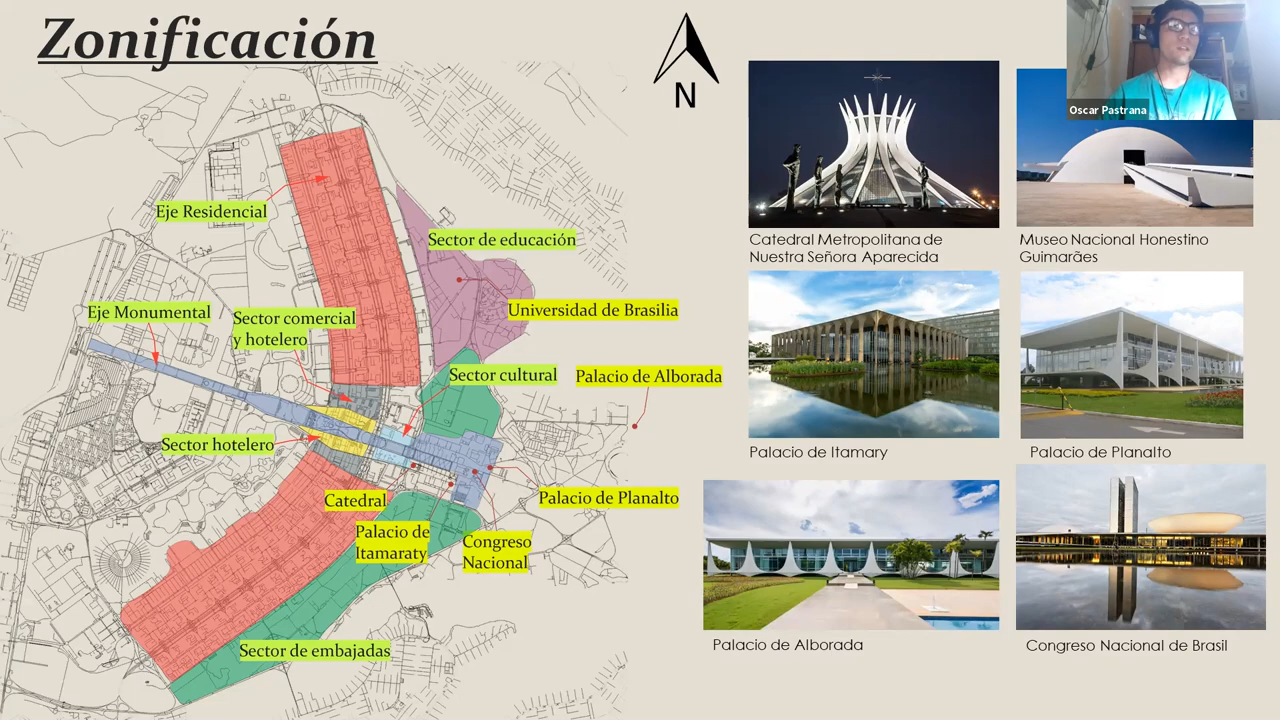 Zonificación
N
Oscar Pastrana
Eje Residencial
Sector de educación
Universidad de Brasilia
Eje Monumental
Sector comercial
y hotelero
Sector cultural
Palacio de Alborada
Sector hotelero
Catedral
Palacio de Planalto
Palacio de
Itamaraty
Congreso
Nacional
Sector de embajadas
Catedral Metropolitana de
Nuestra Señora Aparecida
Museo Nacional Honestino
Guimarães
Palacio de Itamary
Palacio de Planalto
Palacio de Alborada
Congreso Nacional de Brasil